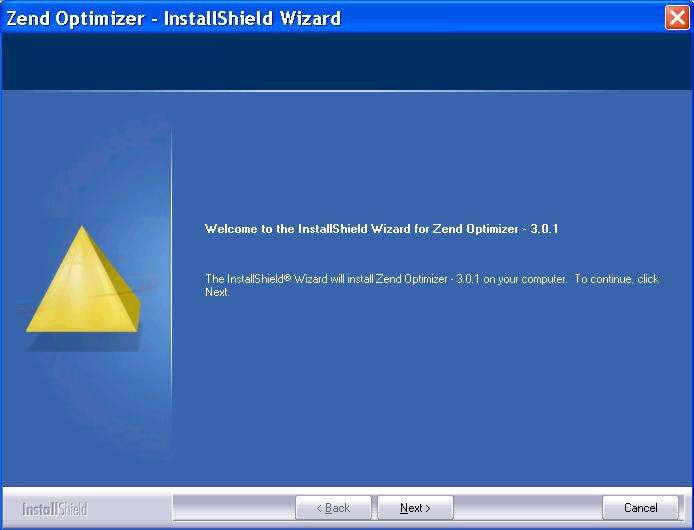 Zend Optimizer - InstallShield Wizard
Welcome to the InstallShield Wizard for Zend Optimizer - 3.0.1
The InstallShield® Wizard will install Zend Optimizer - 3.0.1 on your computer.  To continue, click
Next.
InstallShield
< Back
Next >
Cancel